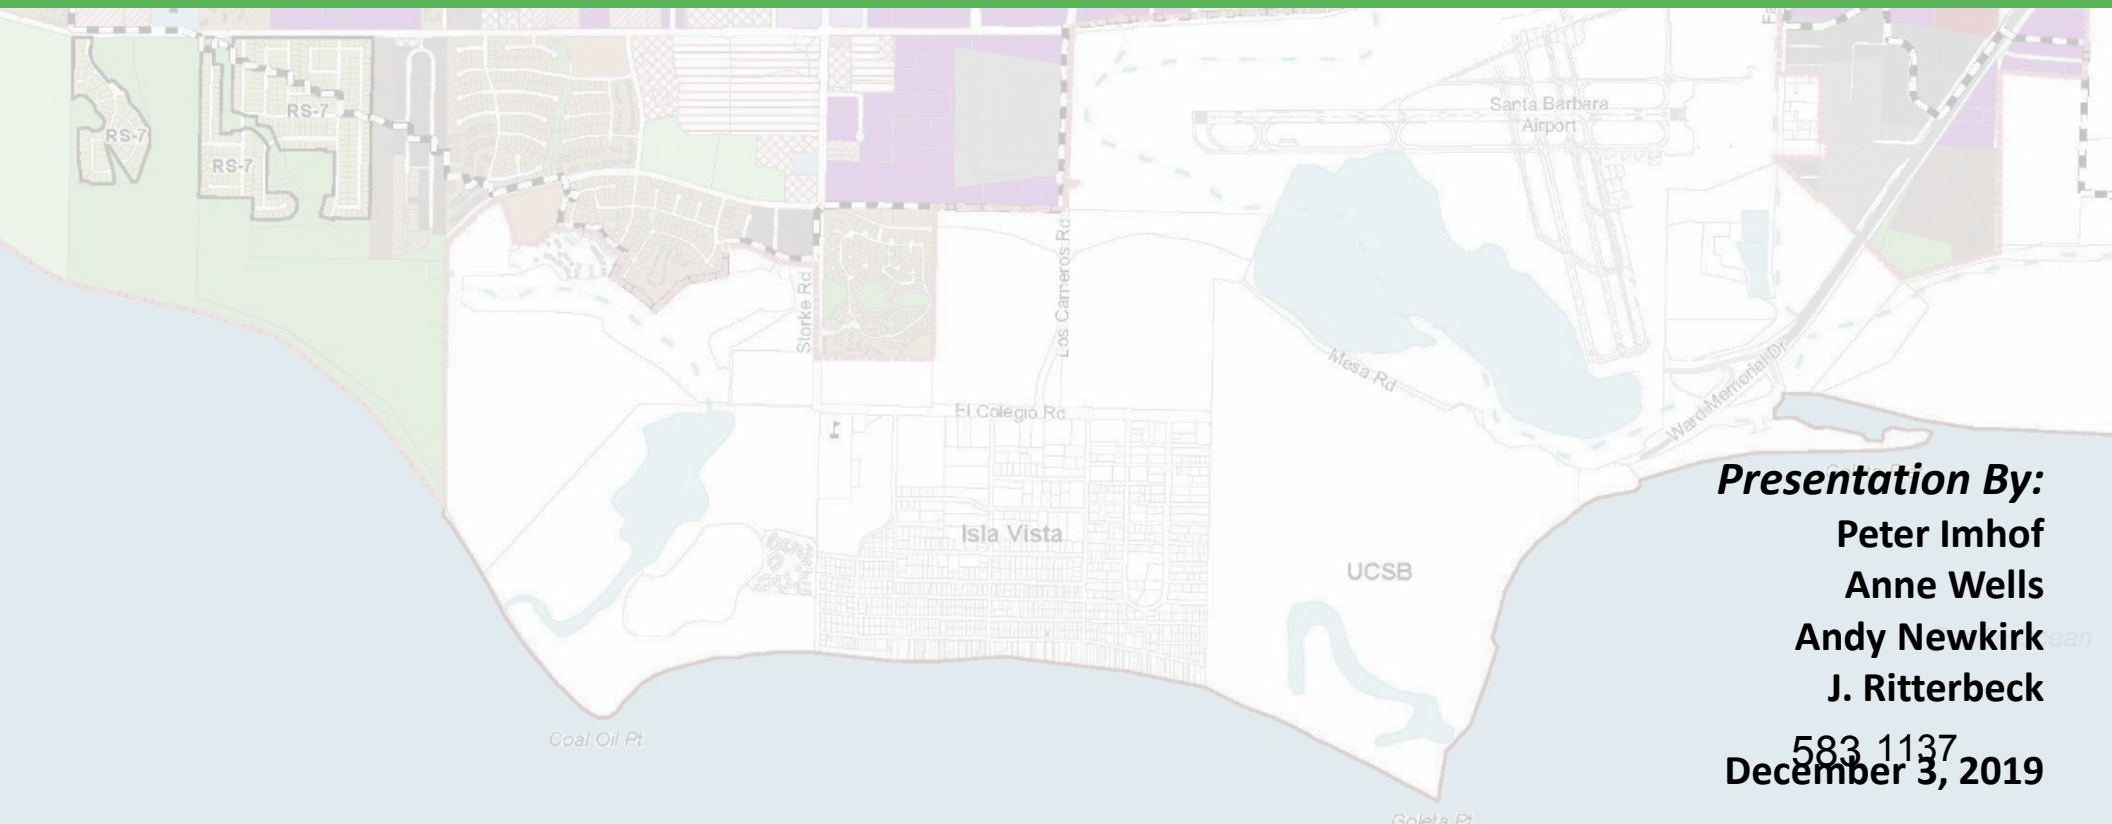 RS-7
RS-7
RS-7
Santa Barbara
Airport
Los Carneros Rd
Storke Rd
Mesa Rd
Ward Memorial Dr
El Colegio Rd
Isla Vista
UCSB
Coal Oil Pt
Goleta Pt
Presentation By:
Peter Imhof
Anne Wells
Andy Newkirk
J. Ritterbeck
583 1137
December 3, 2019